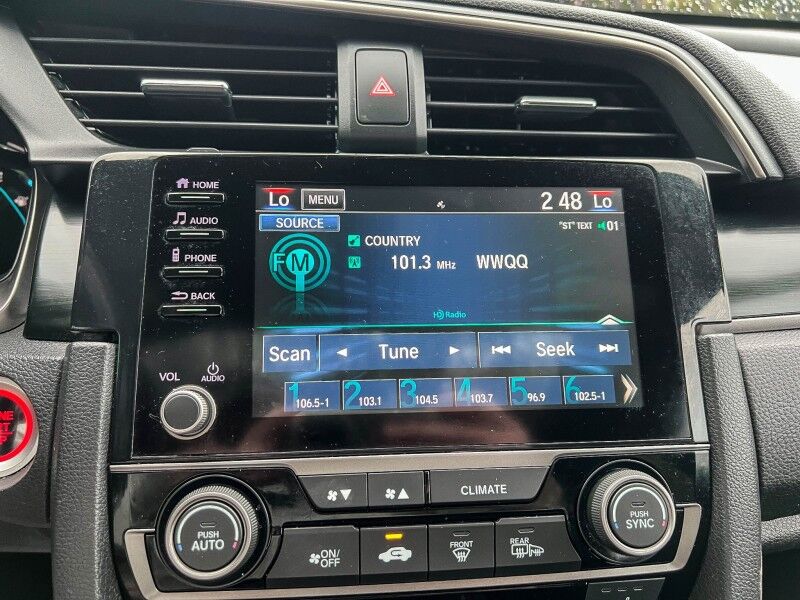 HOME
AUDIO
PHONE
BACK
VOL AUDIO
Lo MENU 2 48 Lo
SOURCE "ST" TEXT 01
FM COUNTRY
101.3 MHz WWQQ
HD Radio
Scan Tune Seek
1 106.5-1 2 103.1 3 104.5 4 103.7 5 96.9 6 102.5-1
CLIMATE
PUSH AUTO
ON/OFF
FRONT
REAR
PUSH SYNC